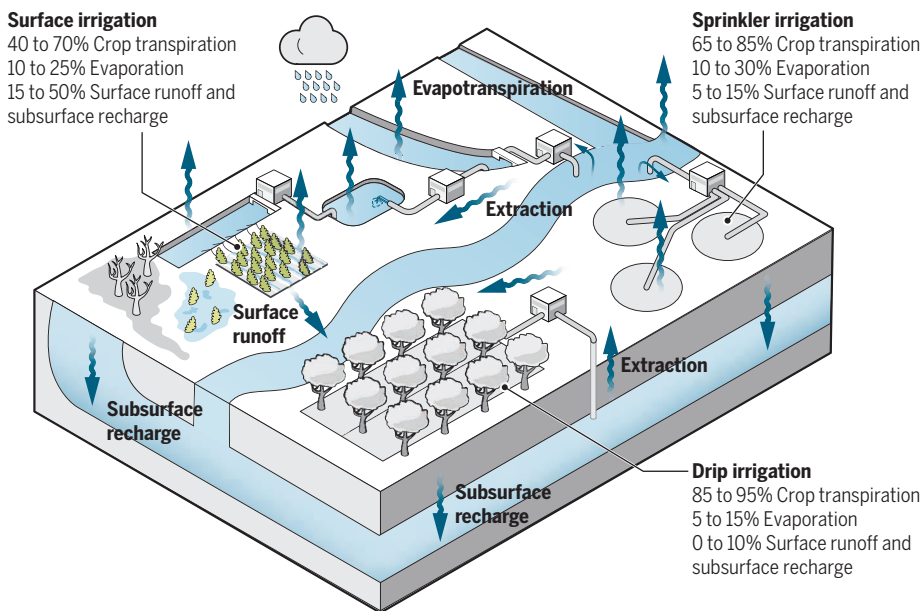 Surface irrigation
40 to 70% Crop transpiration
10 to 25% Evaporation
15 to 50% Surface runoff and
subsurface recharge
Sprinkler irrigation
65 to 85% Crop transpiration
10 to 30% Evaporation
5 to 15% Surface runoff and
subsurface recharge
Evapotranspiration
Extraction
Surface
runoff
Extraction
Subsurface
recharge
Subsurface
recharge
Drip irrigation
85 to 95% Crop transpiration
5 to 15% Evaporation
0 to 10% Surface runoff and
subsurface recharge